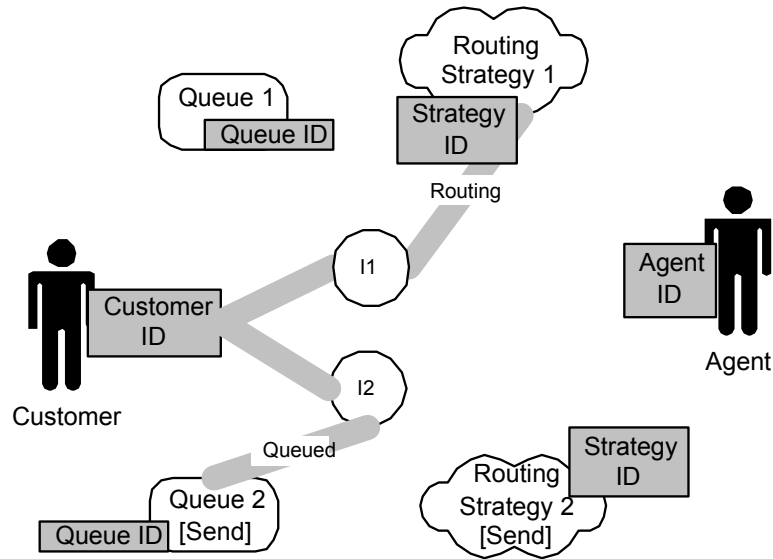 Routing
Strategy 1
Queue 1
Queue ID
Strategy
ID
Routing
I1
Agent
ID
Customer
ID
Agent
I2
Customer
Queued
Strategy
ID
Routing
Strategy 2
[Send]
Queue 2
[Send]
Queue ID